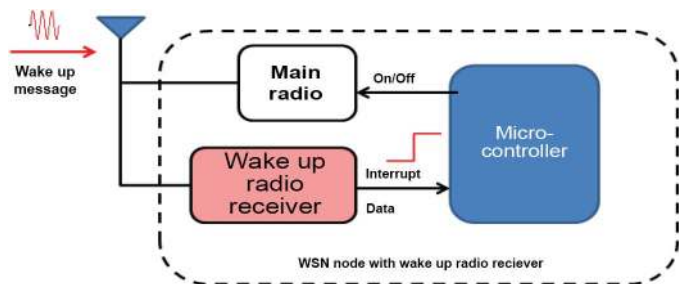 Wake up
message
Main
radio
On/Off
Micro-
controller
Wake up
radio
receiver
Interrupt
Data
WSN node with wake up radio reciever